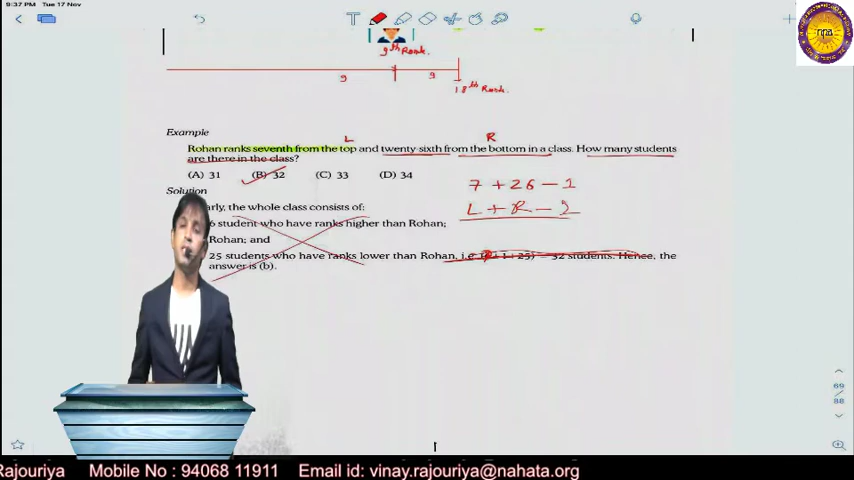 9:37 PM Tue 17 Nov
9th Rank.
9
9
18th Rank.
Example
L
R
Rohan ranks seventh from the top and twenty-sixth from the bottom in a class. How many students
are there in the class?
(A) 31 (B) 32 (C) 33 (D) 34
7 + 26 - 1
Solution
L + R - 1
arly, the whole class consists of:
6 student who have ranks higher than Rohan;
Rohan; and
25 students who have ranks lower than Rohan, i.e. + 1 + 25) 32 students. Hence, the
answer is (b).
69
88
Rajouriya Mobile No : 94068 11911 Email id: vinay.rajouriya@nahata.org